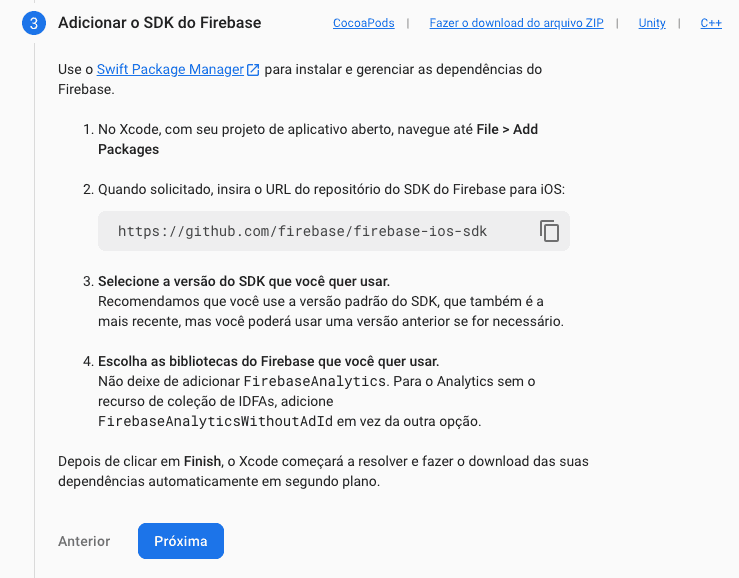 3 Adicionar o SDK do Firebase CocoaPods | Fazer o download do arquivo ZIP | Unity | C++
Use o Swift Package Manager para instalar e gerenciar as dependências do
Firebase.
1. No Xcode, com seu projeto de aplicativo aberto, navegue até File > Add
Packages
2. Quando solicitado, insira o URL do repositório do SDK do Firebase para iOS:
https://github.com/firebase/firebase-ios-sdk
3. Selecione a versão do SDK que você quer usar.
Recomendamos que você use a versão padrão do SDK, que também é a
mais recente, mas você poderá usar uma versão anterior se for necessário.
4. Escolha as bibliotecas do Firebase que você quer usar.
Não deixe de adicionar FirebaseAnalytics. Para o Analytics sem o
recurso de coleção de IDFAs, adicione
FirebaseAnalyticsWithoutAdId em vez da outra opção.
Depois de clicar em Finish, o Xcode começará a resolver e fazer o download das suas
dependências automaticamente em segundo plano.
Anterior Próxima